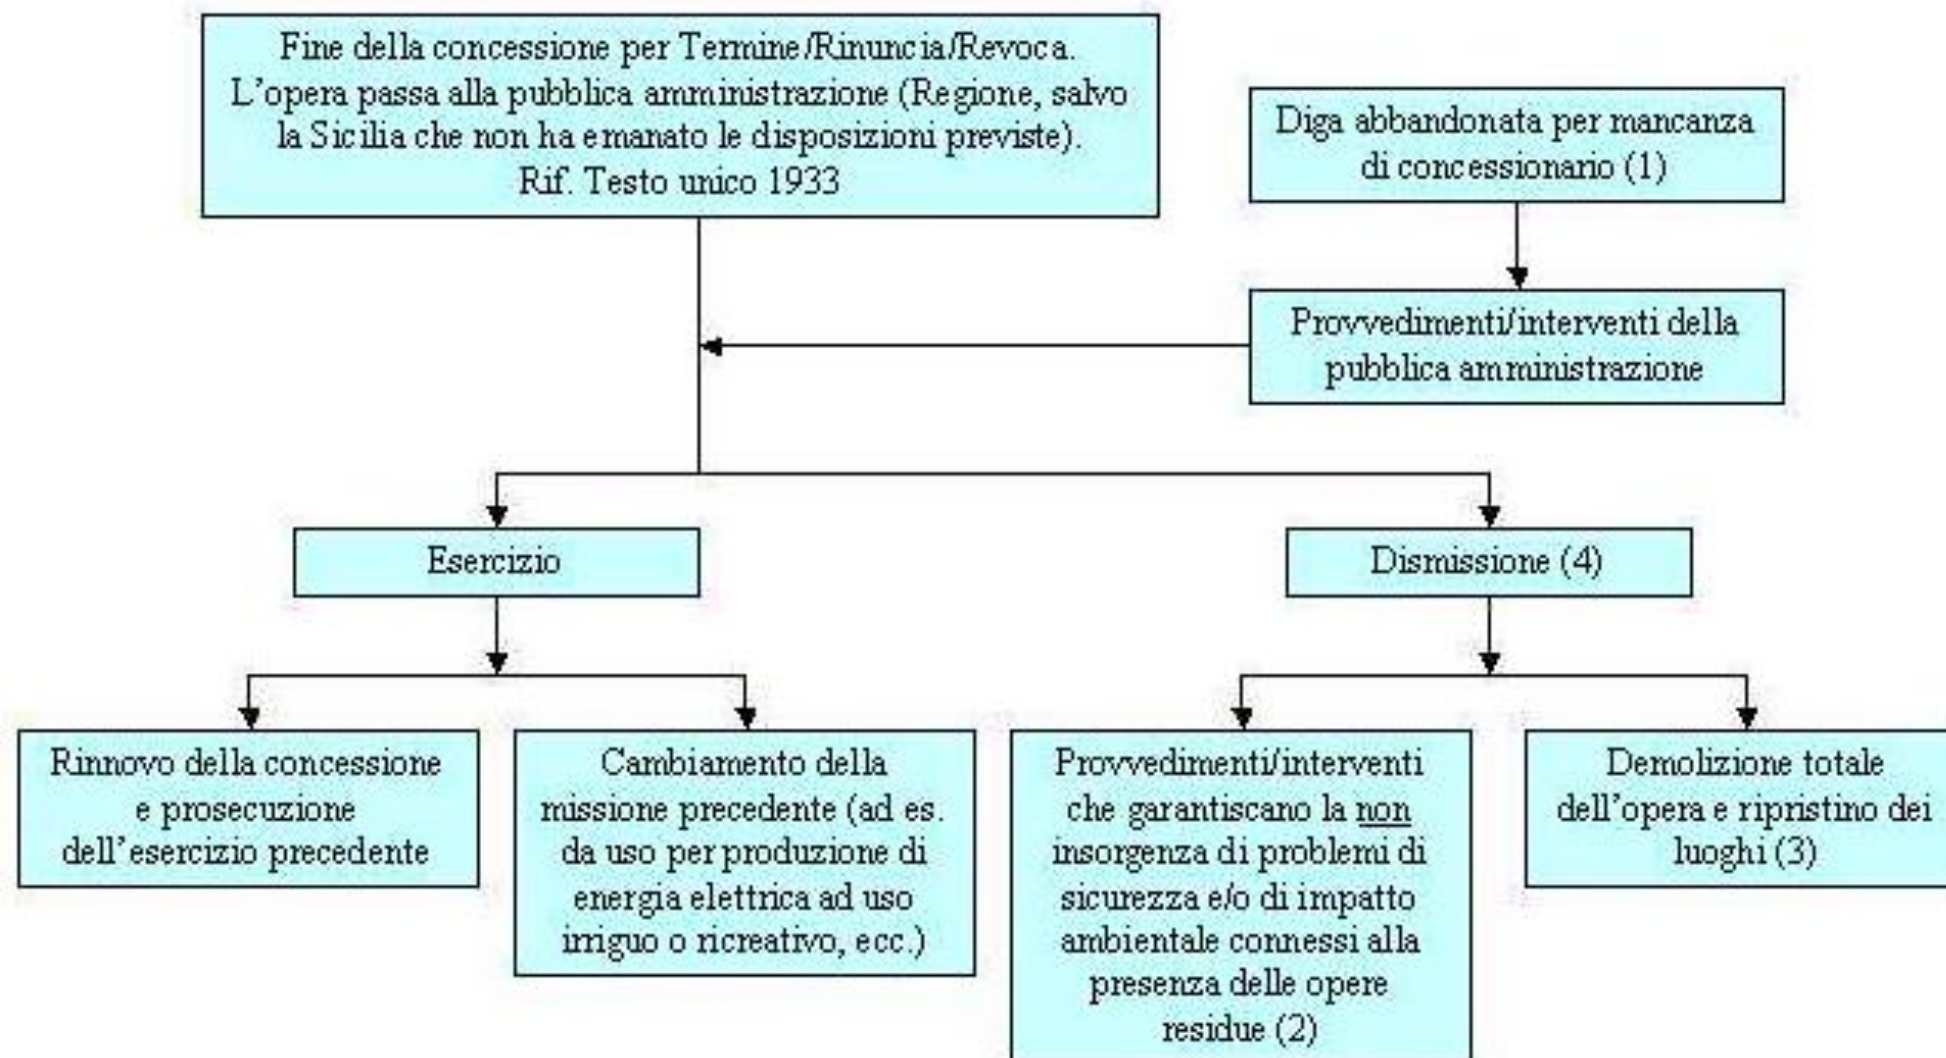 Fine della concessione per Termine/Rinuncia/Revoca.
L'opera passa alla pubblica amministrazione (Regione, salvo
la Sicilia che non ha emanato le disposizioni previste).
Rif. Testo unico 1933
Diga abbandonata per mancanza
di concessionario (1)
Provvedimenti/interventi della
pubblica amministrazione
Esercizio
Dismissione (4)
Rinnovo della concessione
e prosecuzione
dell'esercizio precedente
Cambiamento della
missione precedente (ad es.
da uso per produzione di
energia elettrica ad uso
irriguo o ricreativo, ecc.)
Provvedimenti/interventi
che garantiscano la non
insorgenza di problemi di
sicurezza e/o di impatto
ambientale connessi alla
presenza delle opere
residue (2)
Demolizione totale
dell'opera e ripristino dei
luoghi (3)